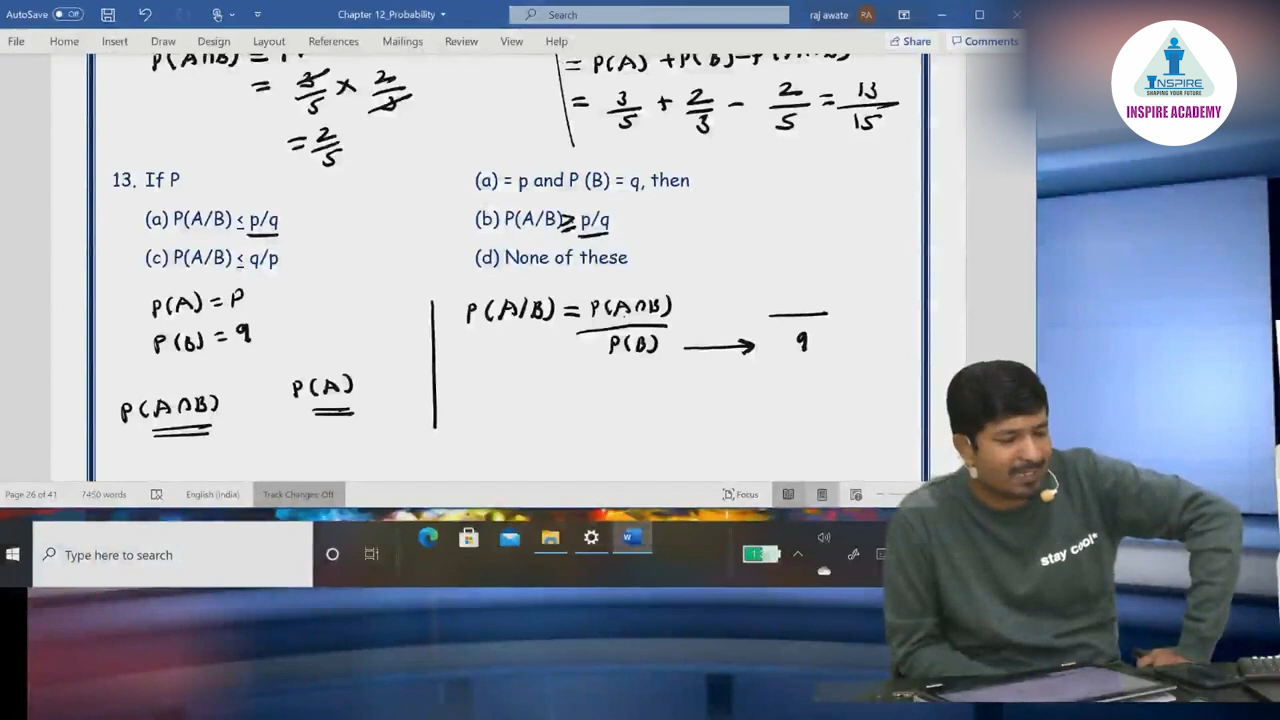 AutoSave Off Chapter 12_Probability Search raj awate RA
File Home Insert Draw Design Layout References Mailings Review View Help Share Comments
INSPIRE
SHAPING YOUR FUTURE
INSPIRE ACADEMY
P(A∩B) =
= 3/5 × 2/3
= 2/5
= P(A) + P(B) −
= 3/5 + 2/3 − 2/5 = 13/15
13. If P (a) = p and P (B) = q, then
(a) P(A/B) ≤ p/q (b) P(A/B) ≥ p/q
(c) P(A/B) ≤ q/p (d) None of these
P(A) = P
P(B) = q
P(A∩B) P(A)
P(A/B) = P(A∩B)
P(B) → q
Page 26 of 41 7450 words English (India) Track Changes: Off Focus
Type here to search
stay cool*